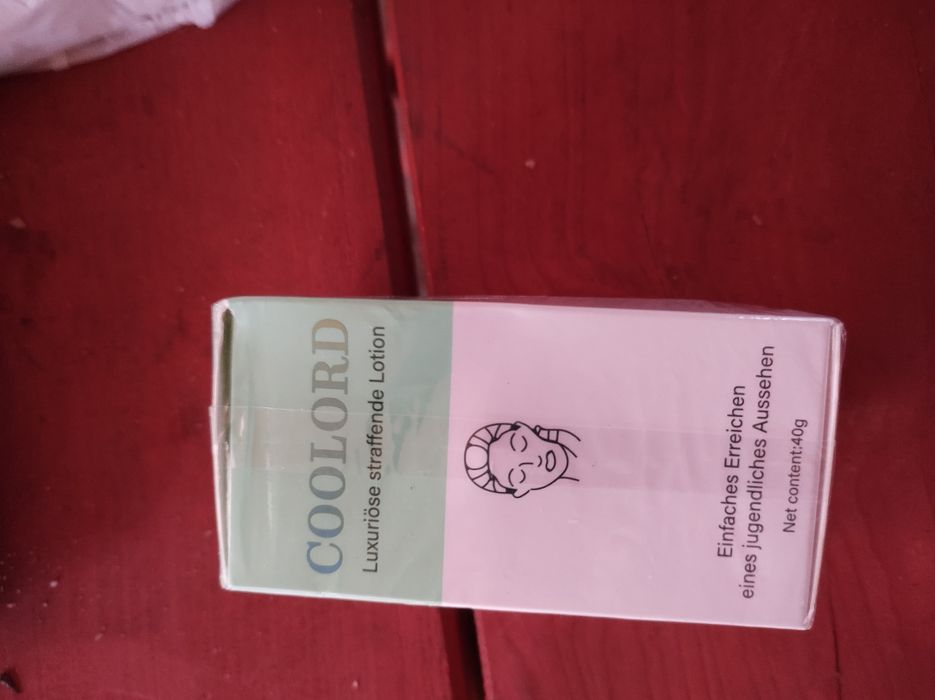 COOLORD
Luxuriöse straffende Lotion
Einfaches Erreichen
eines jugendliches Aussehen
Net content:40g